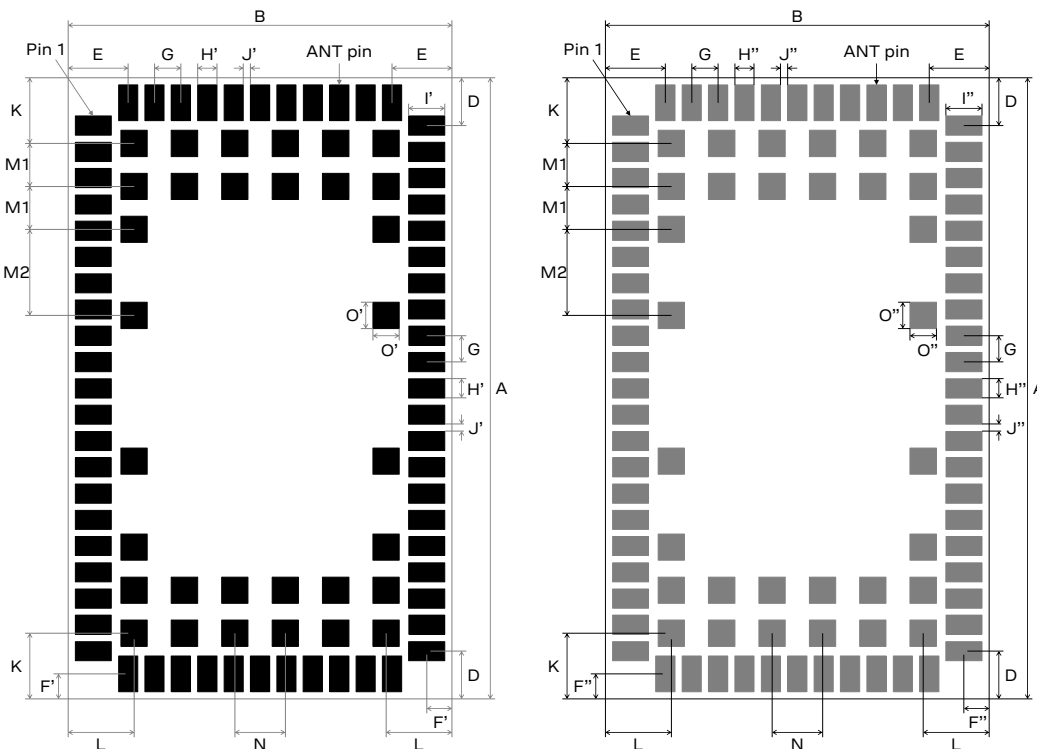 B
Pin 1
E
G
H'
J'
ANT pin
E
K
I'
D
M1
M1
M2
O'
O'
G
H'
A
J'
K
F'
D
F'
L
N
L
B
Pin 1
E
G
H"
J"
ANT pin
E
K
I"
D
M1
M1
M2
O"
O"
G
H"
A
J"
K
F"
D
F"
L
N
L